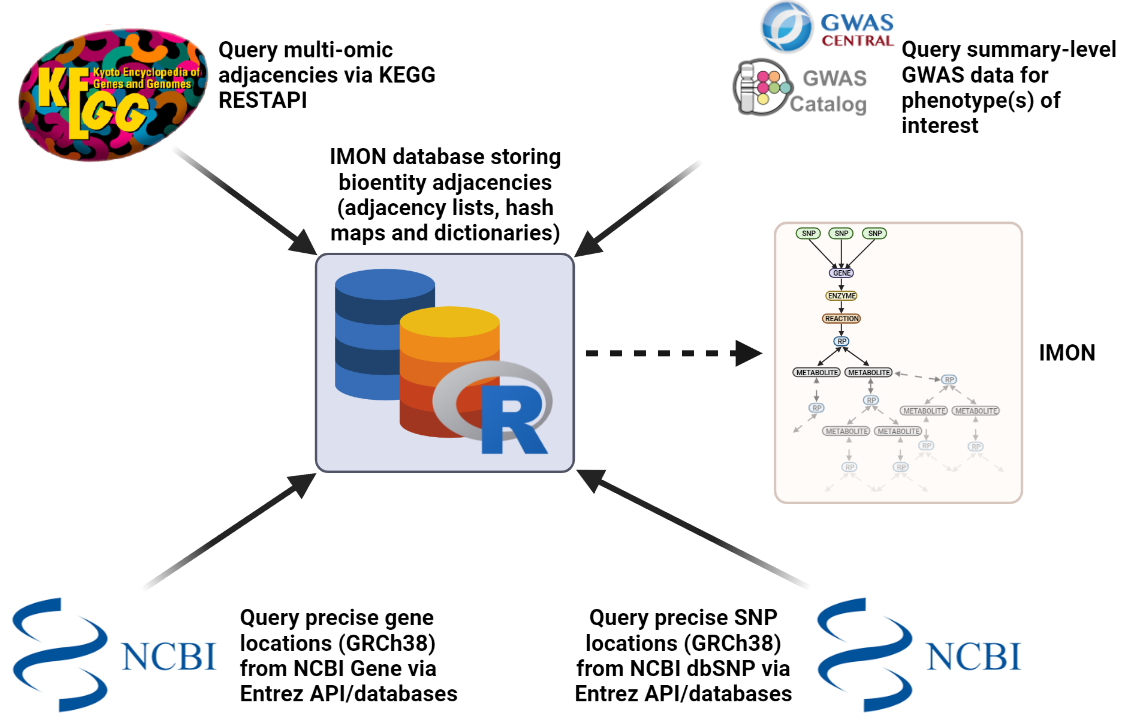 KEGG
Kyoto Encyclopedia of
Genes and Genomes
Query multi-omic
adjacencies via KEGG
RESTAPI
GWAS
CENTRAL
GWAS
Catalog
Query summary-level
GWAS data for
phenotype(s) of
interest
IMON database storing
bioentity adjacencies
(adjacency lists, hash
maps and dictionaries)
R
SNP SNP SNP
GENE
ENZYME
REACTION
RP
METABOLITE METABOLITE
RP
RP
RP
METABOLITE METABOLITE
METABOLITE METABOLITE
RP RP
RP RP
IMON
NCBI
Query precise gene
locations (GRCh38)
from NCBI Gene via
Entrez API/databases
Query precise SNP
locations (GRCh38)
from NCBI dbSNP via
Entrez API/databases
NCBI